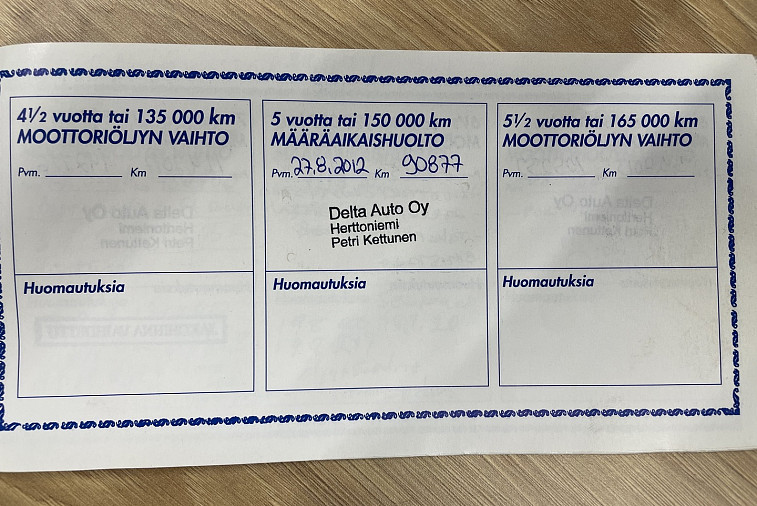 4½ vuotta tai 135 000 km
MOOTTORIÖLJYN VAIHTO
Pvm. Km
Huomautuksia
5 vuotta tai 150 000 km
MÄÄRÄAIKAISHUOLTO
Pvm. 27.8.2012 Km 90877
Delta Auto Oy
Herttoniemi
Petri Kettunen
Huomautuksia
5½ vuotta tai 165 000 km
MOOTTORIÖLJYN VAIHTO
Pvm. Km
Huomautuksia